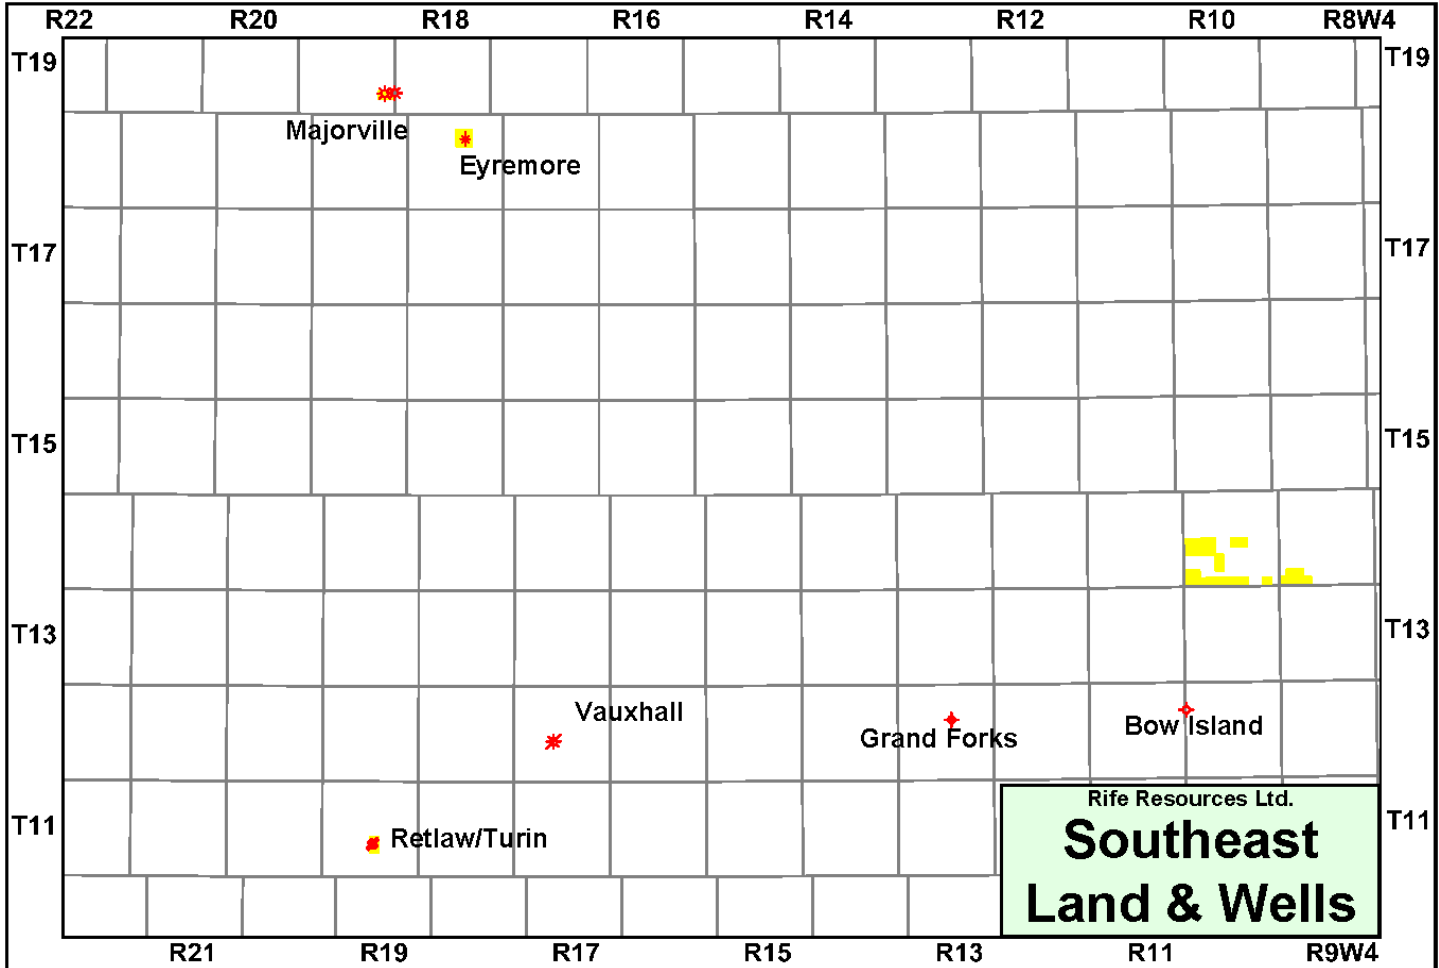 R22 R20 R18 R16 R14 R12 R10 R8W4
T19 T19
Majorville
Eyremore
T17 T17
T15 T15
T13 T13
Vauxhall
Grand Forks
Bow Island
T11 T11
Retlaw/Turin
Rife Resources Ltd.
Southeast
Land & Wells
R21 R19 R17 R15 R13 R11 R9W4